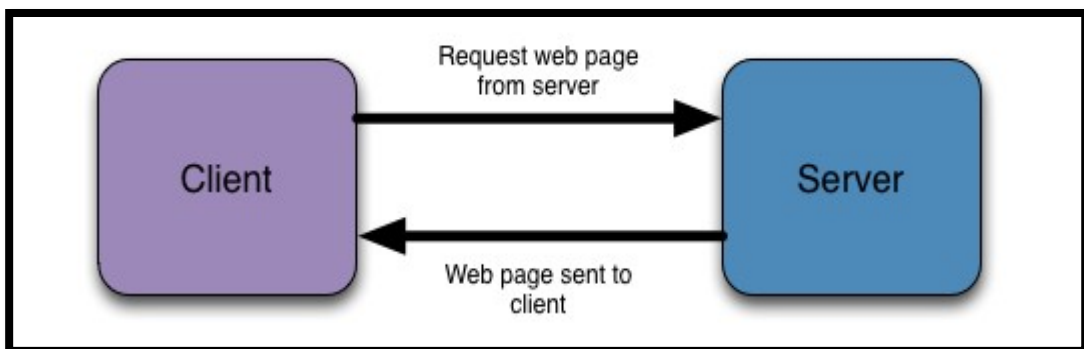 Request web page
from server
Client
Server
Web page sent to
client